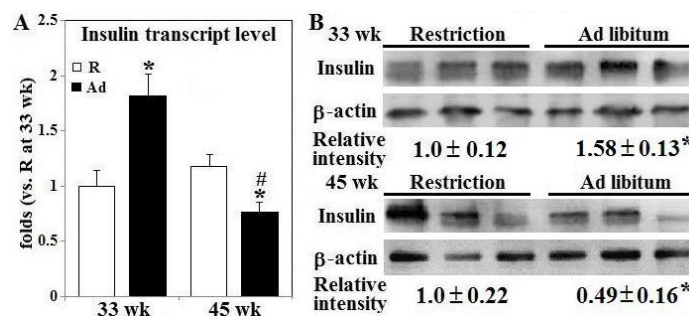 A
Insulin transcript level
R
Ad
folds (vs. R at 33 wk)
2
1.5
1
0.5
0
*
#
*
33 wk
45 wk
B
33 wk Restriction Ad libitum
Insulin
β-actin
Relative
intensity 1.0 ± 0.12 1.58 ± 0.13*
45 wk Restriction Ad libitum
Insulin
β-actin
Relative
intensity 1.0 ± 0.22 0.49 ± 0.16*